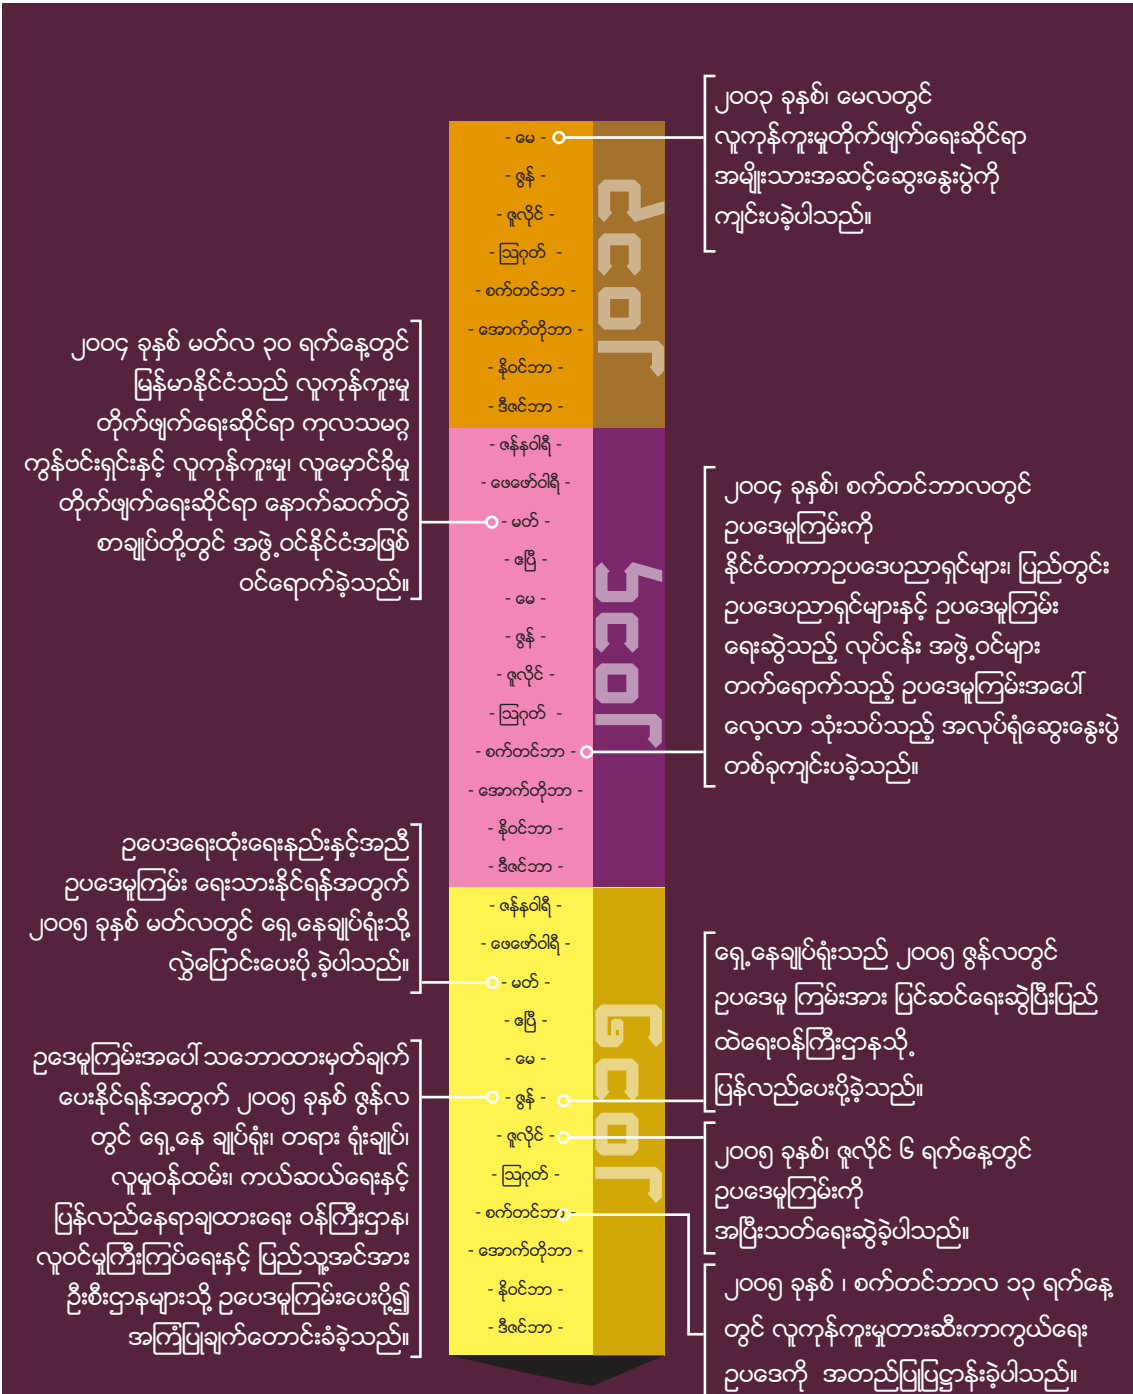 ၂၀၀၃ ခုနှစ်၊ မေလတွင်
လူကုန်ကူးမှုတိုက်ဖျက်ရေးဆိုင်ရာ
အမျိုးသားအဆင့်ဆွေးနွေးပွဲကို
ကျင်းပခဲ့ပါသည်။
၂၀၀၃
- မေ -
- ဇွန် -
- ဇူလိုင် -
- ဩဂုတ် -
- စက်တင်ဘာ -
- အောက်တိုဘာ -
- နိုဝင်ဘာ -
- ဒီဇင်ဘာ -
၂၀၀၄ ခုနှစ် မတ်လ ၃၀ ရက်နေ့တွင်
မြန်မာနိုင်ငံသည် လူကုန်ကူးမှု
တိုက်ဖျက်ရေးဆိုင်ရာ ကုလသမဂ္ဂ
ကွန်ဗင်းရှင်းနှင့် လူကုန်ကူးမှု၊ လူမှောင်ခိုမှု
တိုက်ဖျက်ရေးဆိုင်ရာ နောက်ဆက်တွဲ
စာချုပ်တို့တွင် အဖွဲ့ဝင်နိုင်ငံအဖြစ်
ဝင်ရောက်ခဲ့သည်။
၂၀၀၄
- ဇန်နဝါရီ -
- ဖေဖော်ဝါရီ -
- မတ် -
- ဧပြီ -
- မေ -
- ဇွန် -
- ဇူလိုင် -
- ဩဂုတ် -
- စက်တင်ဘာ -
- အောက်တိုဘာ -
- နိုဝင်ဘာ -
- ဒီဇင်ဘာ -
၂၀၀၄ ခုနှစ်၊ စက်တင်ဘာလတွင်
ဥပဒေမူကြမ်းကို
နိုင်ငံတကာဥပဒေပညာရှင်များ၊ ပြည်တွင်း
ဥပဒေပညာရှင်များနှင့် ဥပဒေမူကြမ်း
ရေးဆွဲသည့် လုပ်ငန်း အဖွဲ့ဝင်များ
တက်ရောက်သည့် ဥပဒေမူကြမ်းအပေါ်
လေ့လာ သုံးသပ်သည့် အလုပ်ရုံဆွေးနွေးပွဲ
တစ်ခုကျင်းပခဲ့သည်။
ဥပေဒရေးထုံးရေးနည်းနှင့်အညီ
ဥပဒေမူကြမ်း ရေးသားနိုင်ရန်အတွက်
၂၀၀၅ ခုနှစ် မတ်လတွင် ရှေ့နေချုပ်ရုံးသို့
လွှဲပြောင်းပေးပို့ခဲ့ပါသည်။
၂၀၀၅
- ဇန်နဝါရီ -
- ဖေဖော်ဝါရီ -
- မတ် -
- ဧပြီ -
- မေ -
- ဇွန် -
- ဇူလိုင် -
- ဩဂုတ် -
- စက်တင်ဘာ -
- အောက်တိုဘာ -
- နိုဝင်ဘာ -
- ဒီဇင်ဘာ -
ရှေ့နေချုပ်ရုံးသည် ၂၀၀၅ ဇွန်လတွင်
ဥပဒေမူ ကြမ်းအား ပြင်ဆင်ရေးဆွဲပြီးပြည်
ထဲရေးဝန်ကြီးဌာနသို့
ပြန်လည်ပေးပို့ခဲ့သည်။
ဥဒေမူကြမ်းအပေါ် သဘောထားမှတ်ချက်
ပေးနိုင်ရန်အတွက် ၂၀၀၅ ခုနှစ် ဇွန်လ
တွင် ရှေ့နေ ချုပ်ရုံး၊ တရား ရုံးချုပ်၊
လူမှုဝန်ထမ်း၊ ကယ်ဆယ်ရေးနှင့်
ပြန်လည်နေရာချထားရေး ဝန်ကြီးဌာန၊
လူဝင်မှုကြီးကြပ်ရေးနှင့် ပြည်သူ့အင်အား
ဦးစီးဌာနများသို့ ဥပေဒမူကြမ်းပေးပို့၍
အကြံပြုချက်တောင်းခံခဲ့သည်။
၂၀၀၅ ခုနှစ်၊ ဇူလိုင် ၆ ရက်နေ့တွင်
ဥပဒေမူကြမ်းကို
အပြီးသတ်ရေးဆွဲခဲ့ပါသည်။
၂၀၀၅ ခုနှစ် ၊ စက်တင်ဘာလ ၁၃ ရက်နေ့
တွင် လူကုန်ကူးမှုတားဆီးကာကွယ်ရေး
ဥပဒေကို အတည်ပြုပြဋ္ဌာန်းခဲ့ပါသည်။